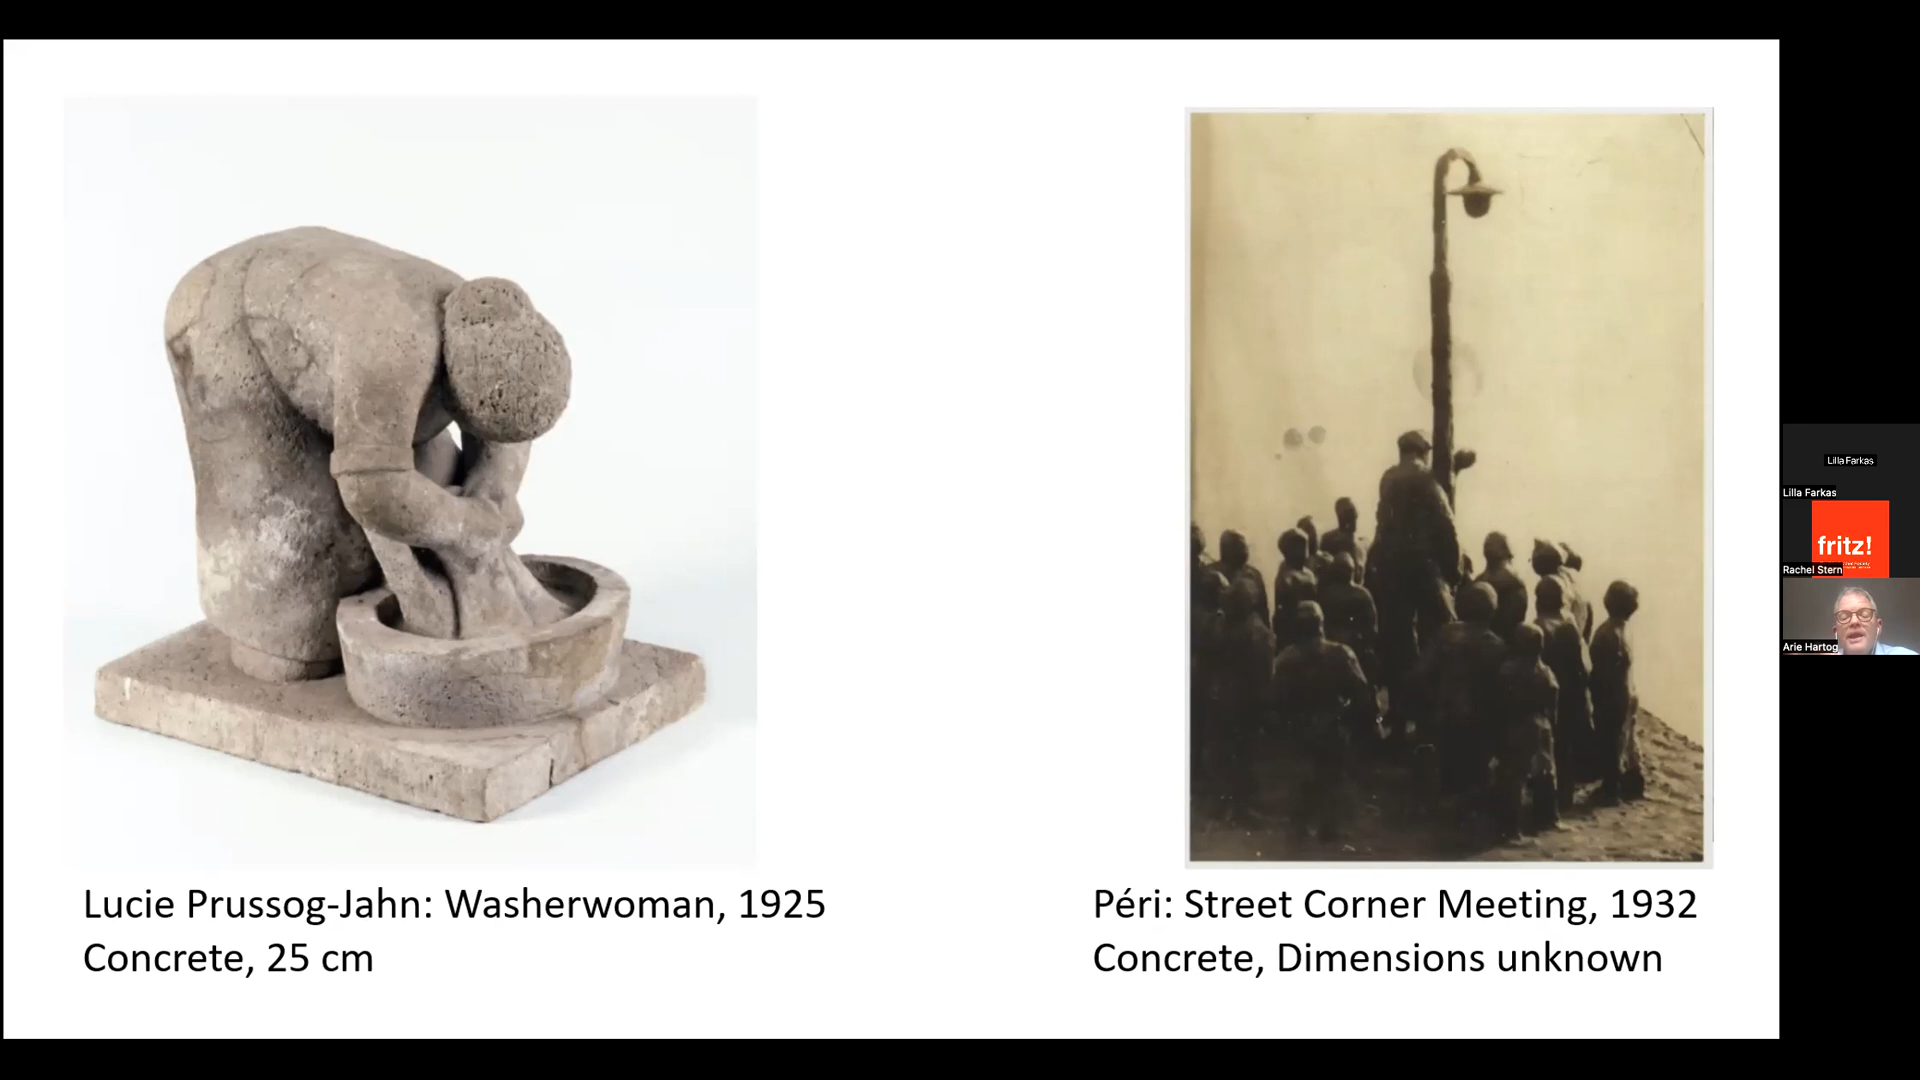 Lucie Prussog-Jahn: Washerwoman, 1925
Concrete, 25 cm
Péri: Street Corner Meeting, 1932
Concrete, Dimensions unknown
Lilla Farkas
Lilla Farkas
fritz!
Rachel Stern
Arie Hartog